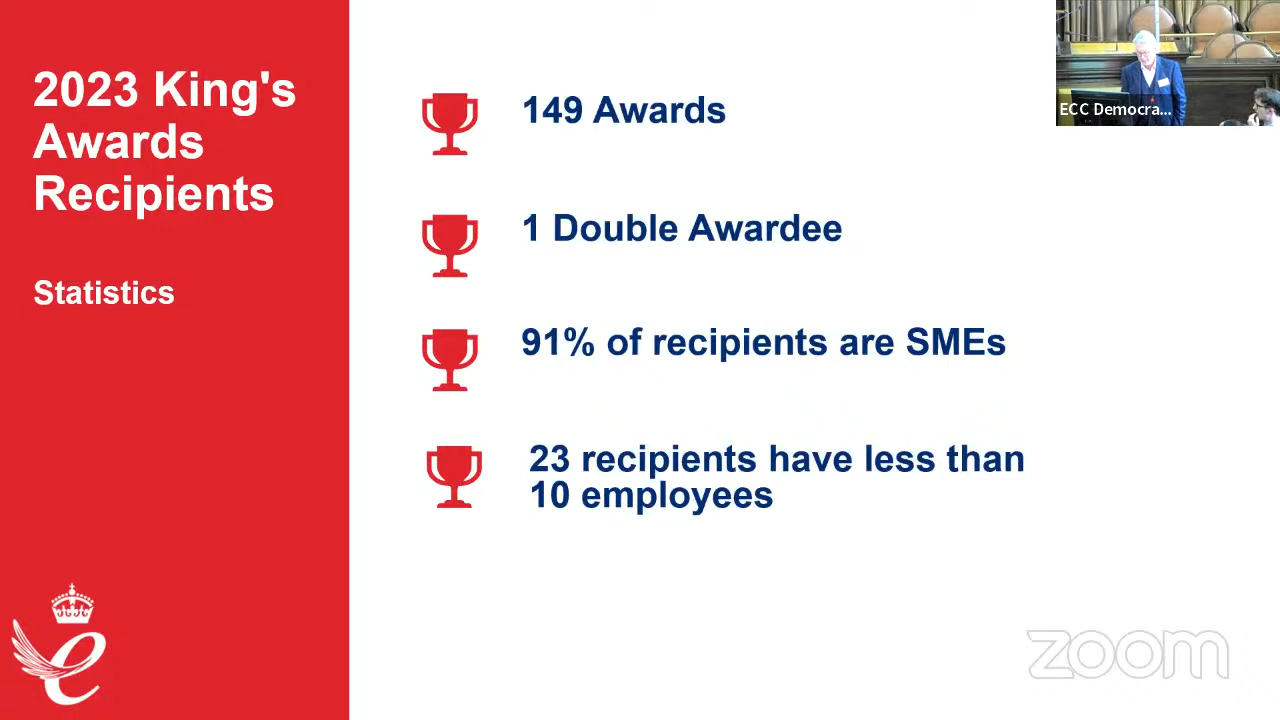 2023 King's
Awards
Recipients
Statistics
149 Awards
1 Double Awardee
91% of recipients are SMEs
23 recipients have less than
10 employees
ECC Democra...
zoom